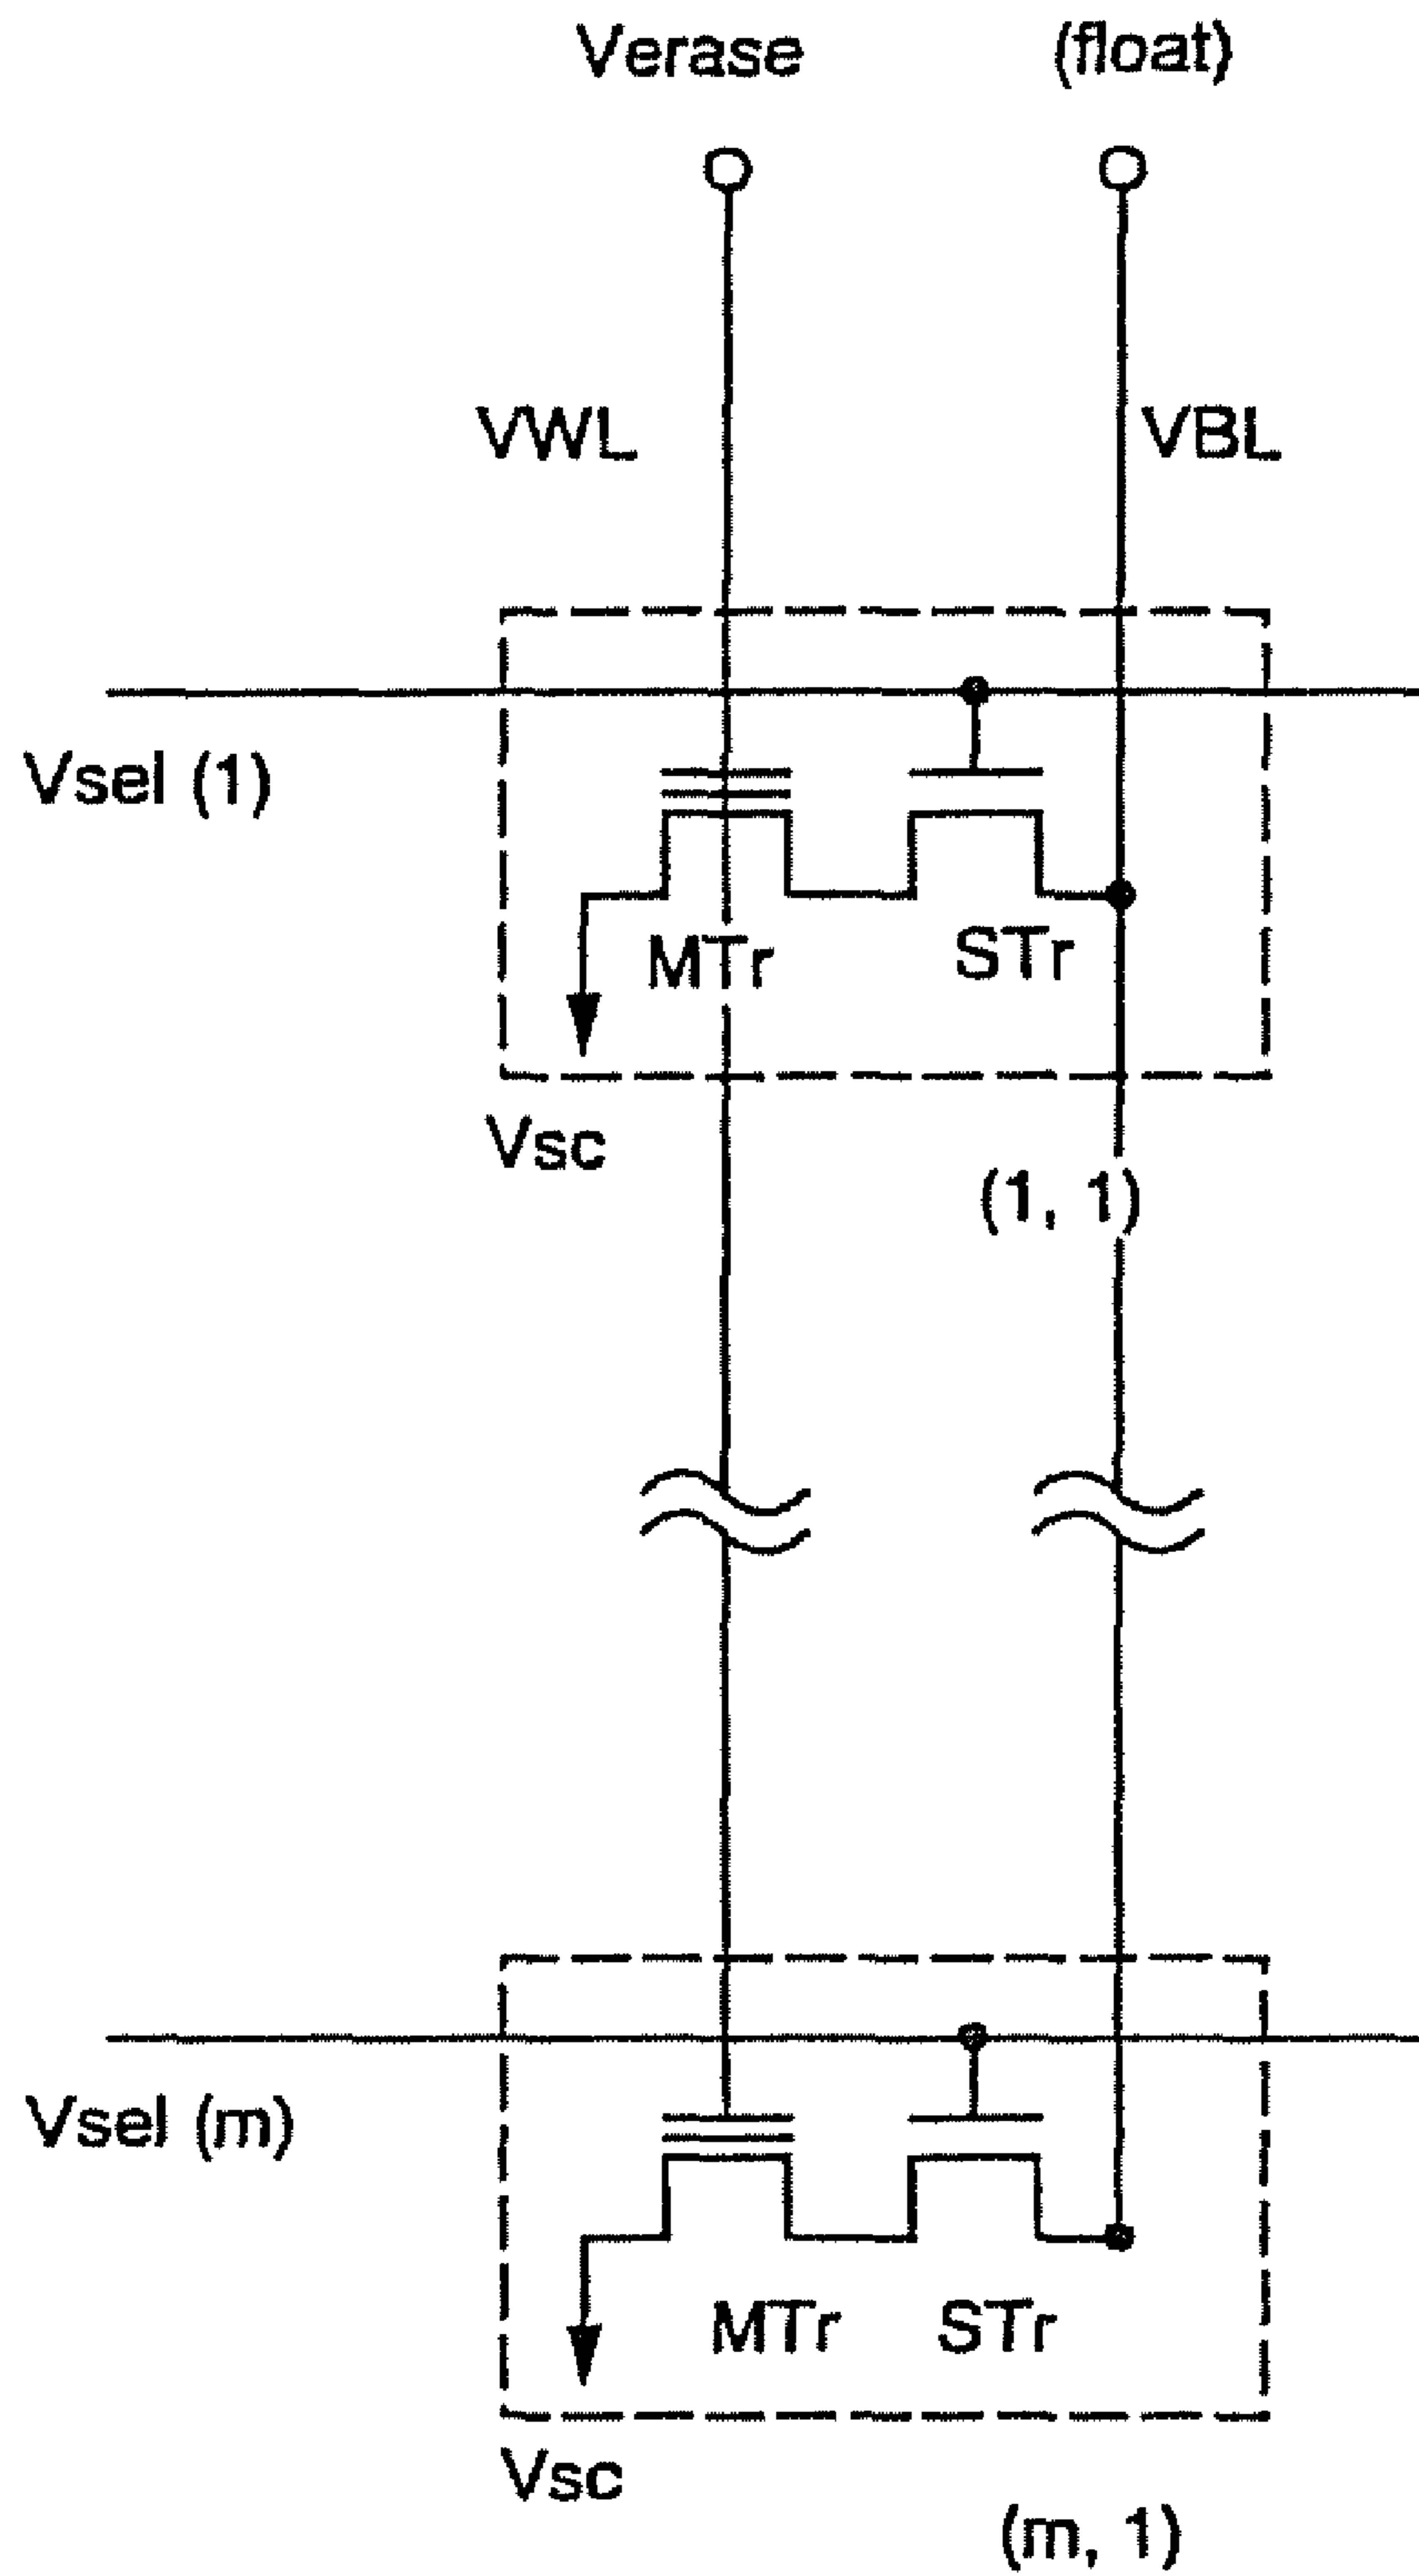 Verase (float)
VWL VBL
Vsel (1)
MTr STr
Vsc
(1, 1)
Vsel (m)
MTr STr
Vsc
(m, 1)